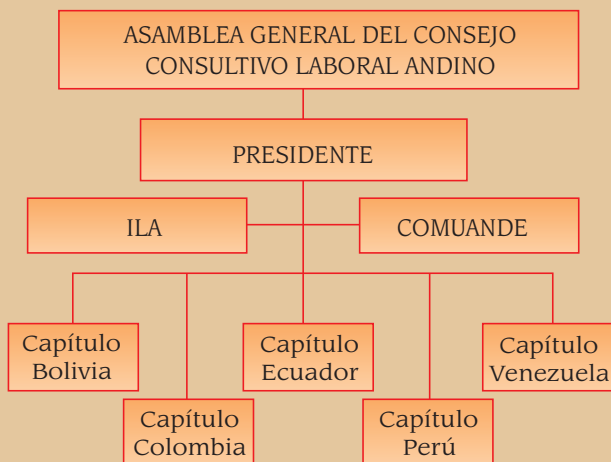 ASAMBLEA GENERAL DEL CONSEJO
CONSULTIVO LABORAL ANDINO
PRESIDENTE
ILA
COMUANDE
Capítulo
Bolivia
Capítulo
Colombia
Capítulo
Ecuador
Capítulo
Perú
Capítulo
Venezuela